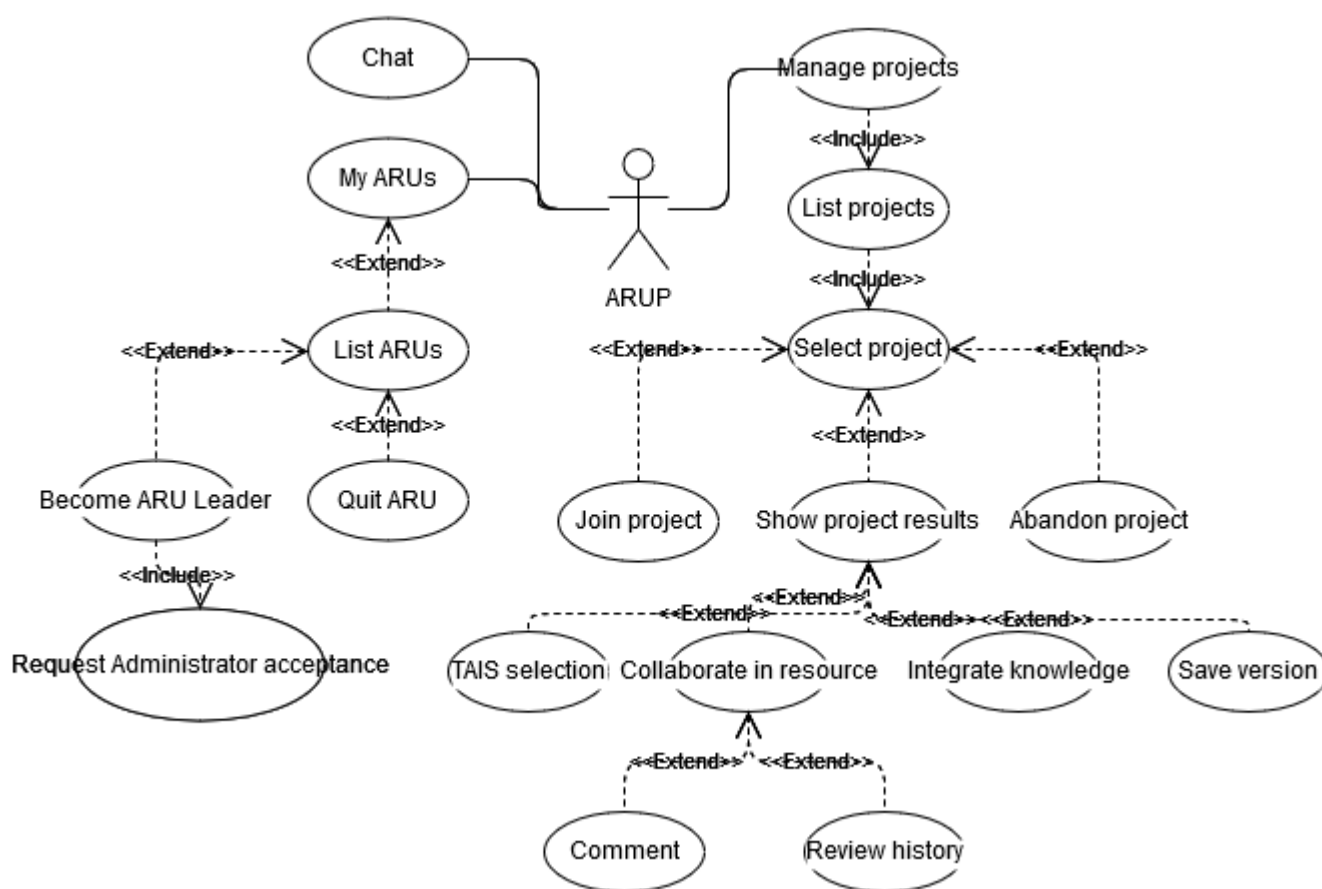 Chat
Manage projects
<<Include>>
My ARUs
List projects
<<Extend>>
<<Include>>
ARUP
<<Extend>>
List ARUs
<<Extend>>
Select project
<<Extend>>
<<Extend>>
<<Extend>>
Become ARU Leader
Quit ARU
Join project
Show project results
Abandon project
<<Include>>
<<Extend>>
<<Extend>>
<<Extend>>
<<Extend>>
Request Administrator acceptance
TAIS selection
Collaborate in resource
Integrate knowledge
Save version
<<Extend>>
<<Extend>>
Comment
Review history